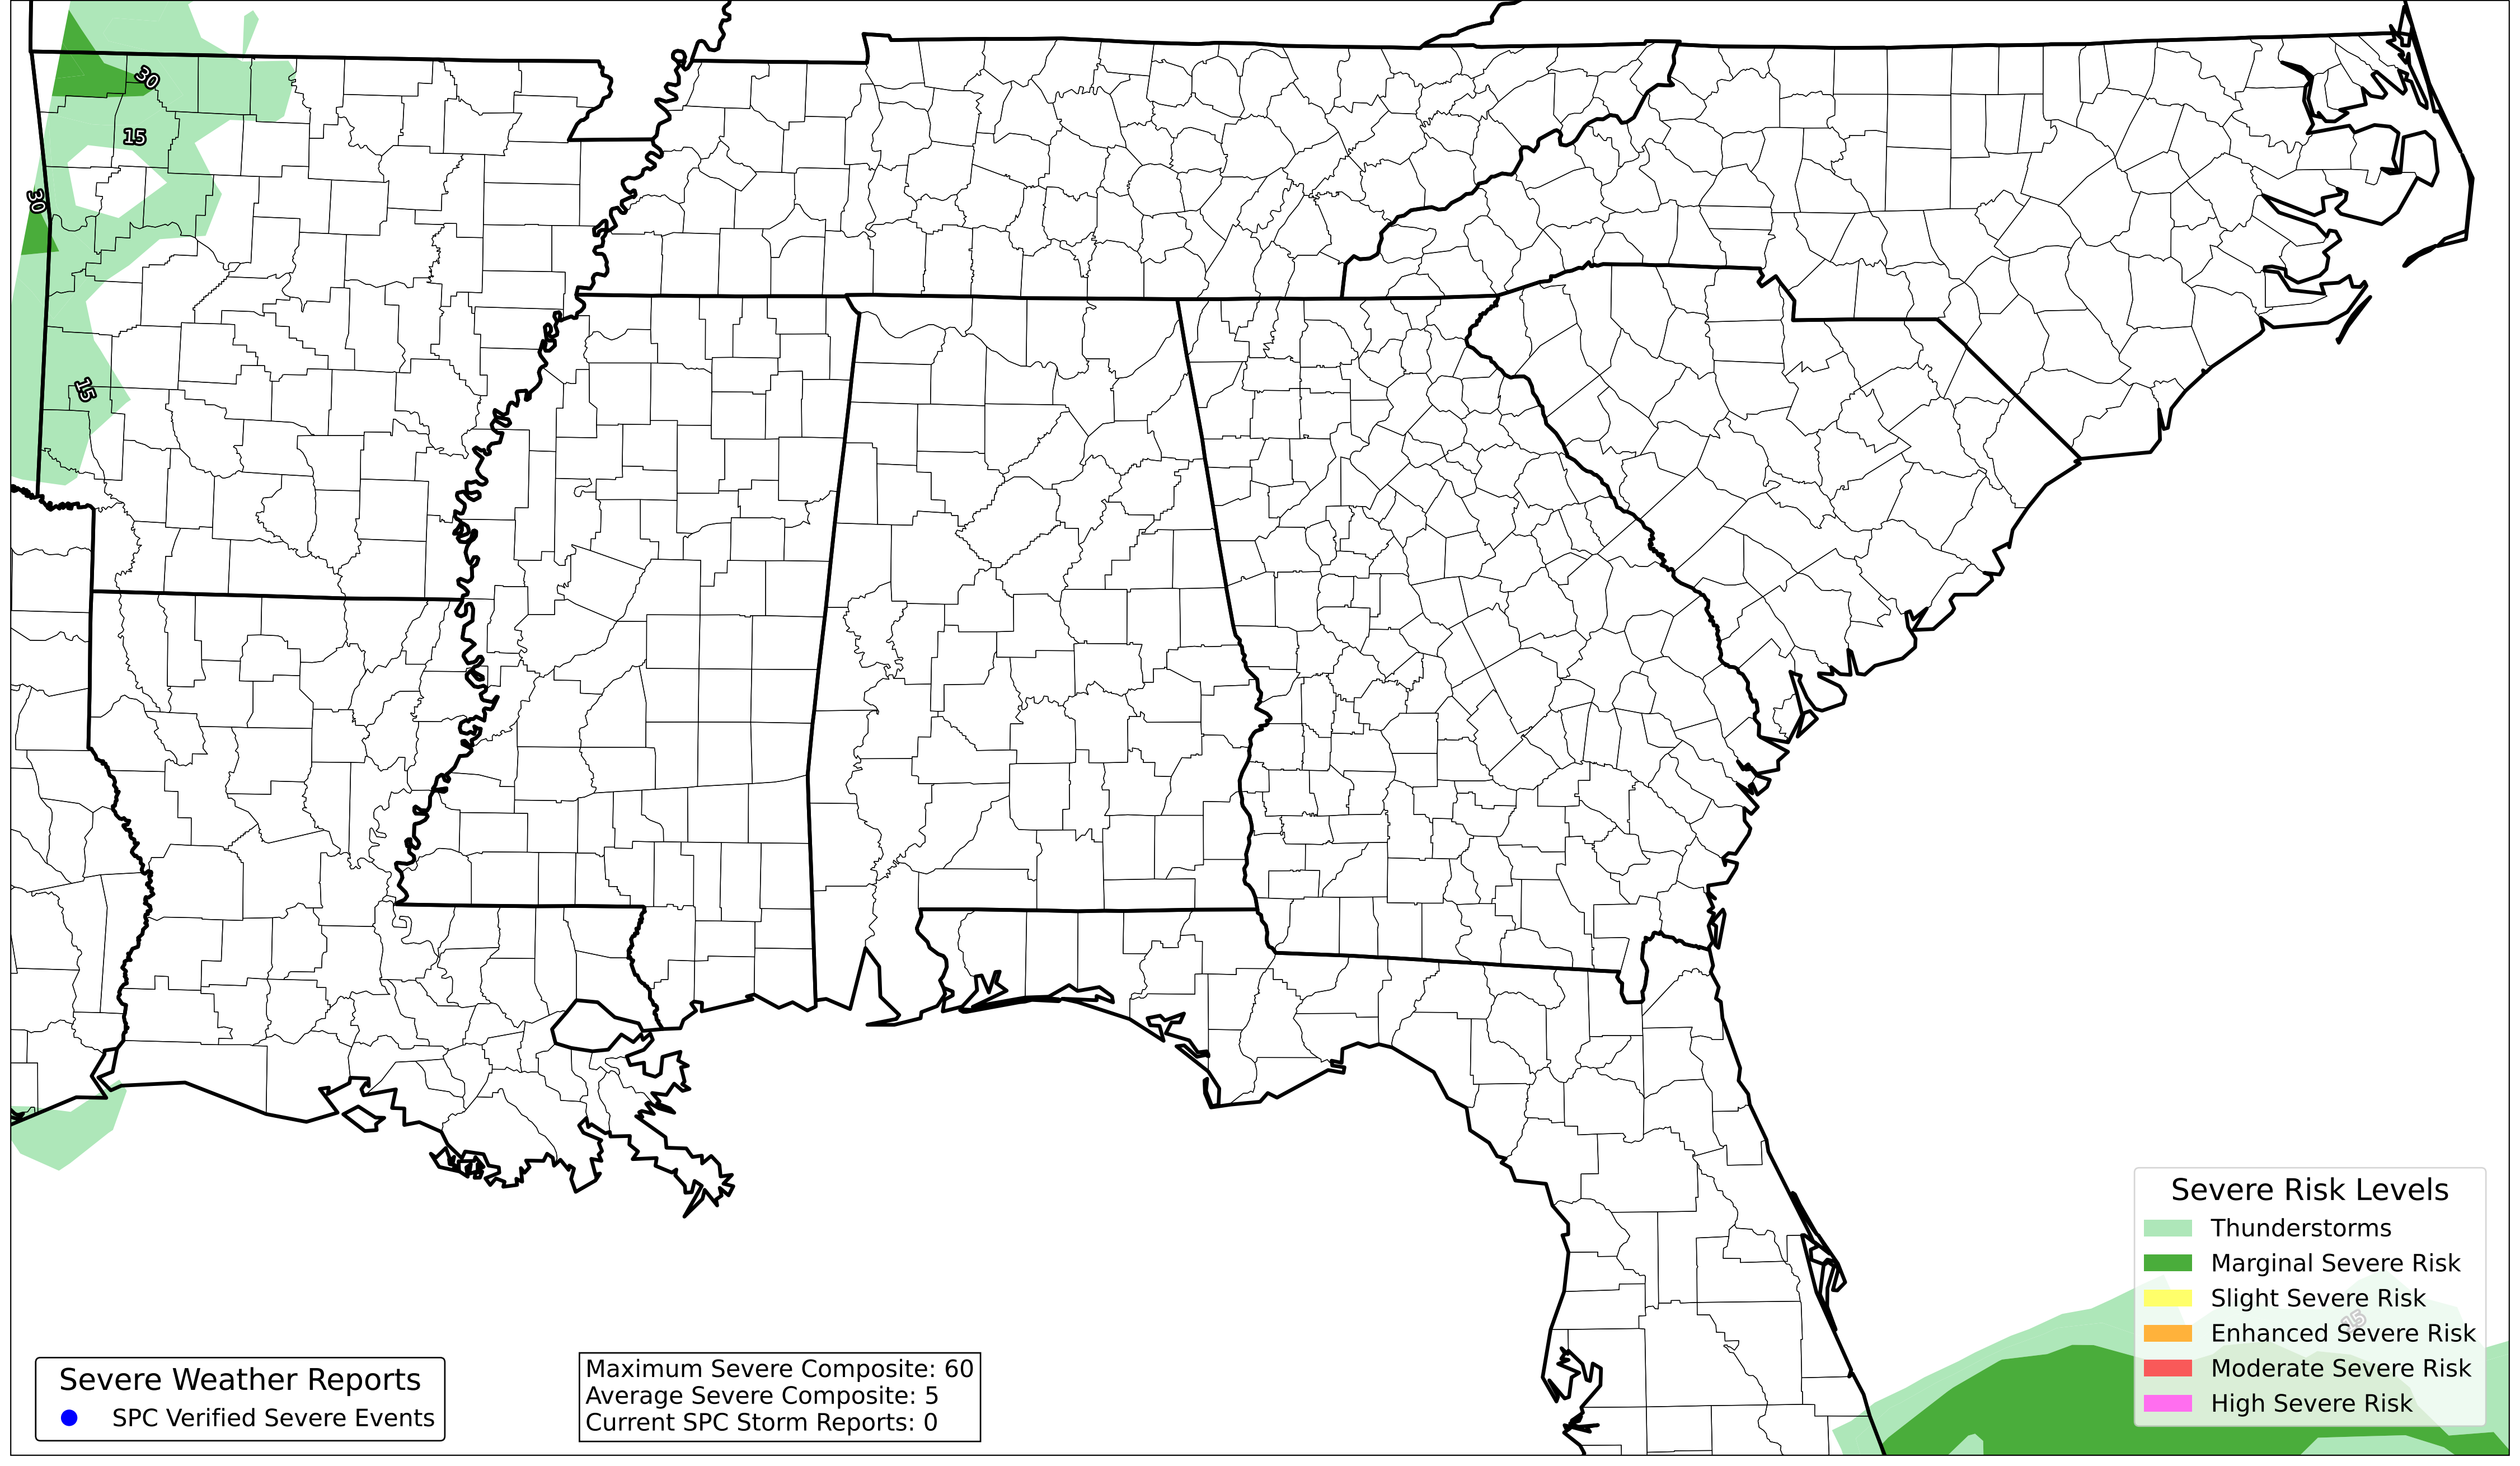 30
15
30
15
15
Severe Risk Levels
Thunderstorms
Marginal Severe Risk
Slight Severe Risk
Enhanced Severe Risk
Moderate Severe Risk
High Severe Risk
Severe Weather Reports
SPC Verified Severe Events
Maximum Severe Composite: 60
Average Severe Composite: 5
Current SPC Storm Reports: 0